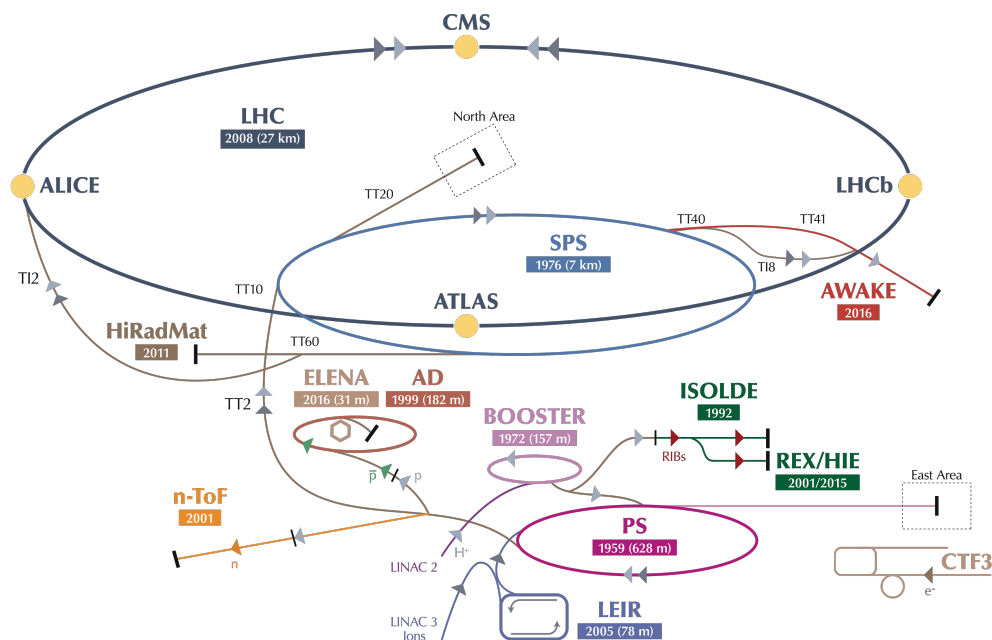 CMS
LHC
2008 (27 km)
North Area
ALICE
TT20
LHCb
TT40
TT41
SPS
1976 (7 km)
TI8
TI2
TT10
ATLAS
AWAKE
2016
HiRadMat
2011
TT60
ELENA
2016 (31 m)
AD
1999 (182 m)
TT2
BOOSTER
1972 (157 m)
ISOLDE
1992
p̅
p
RIBs
REX/HIE
2001/2015
East Area
n-ToF
2001
n
H⁺
LINAC 2
PS
1959 (628 m)
CTF3
e⁻
LINAC 3
Ions
LEIR
2005 (78 m)